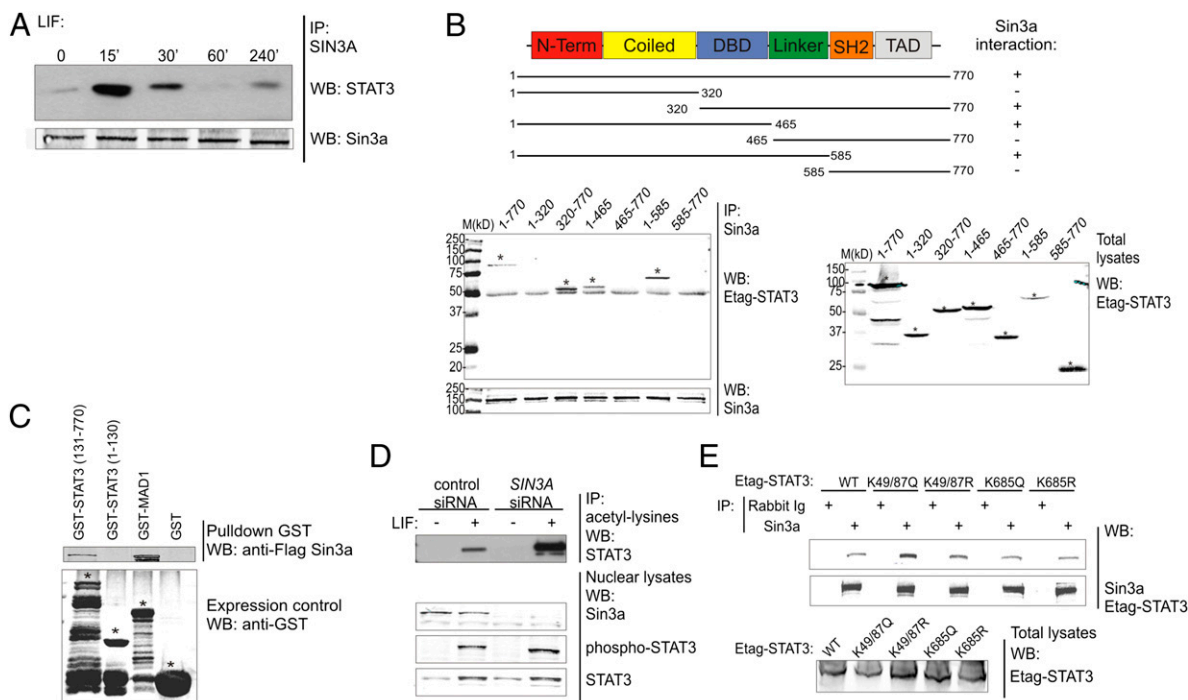 A
LIF:
0 15' 30' 60' 240'
IP:
SIN3A
WB: STAT3
WB: Sin3a
B
N-Term Coiled DBD Linker SH2 TAD
Sin3a
interaction:
1 770 +
1 320 -
320 770 +
1 465 +
465 770 -
1 585 +
585 770 -
M(kD) 1-770 1-320 320-770 1-465 465-770 1-585 585-770
IP:
Sin3a
250
150
100
75
50
37
25
20
* * * *
WB:
Etag-STAT3
250
150
100
WB:
Sin3a
M(kD) 1-770 1-320 320-770 1-465 465-770 1-585 585-770
Total
lysates
250
150
100
75
50
37
25
* * * * * * *
WB:
Etag-STAT3
C
GST-STAT3 (131-770)
GST-STAT3 (1-130)
GST-MAD1
GST
Pulldown GST
WB: anti-Flag Sin3a
* * * *
Expression control
WB: anti-GST
D
control
siRNA
SIN3A
siRNA
LIF: - + - +
IP:
acetyl-lysines
WB:
STAT3
Nuclear lysates
WB:
Sin3a
phospho-STAT3
STAT3
E
Etag-STAT3: WT K49/87Q K49/87R K685Q K685R
IP: Rabbit Ig + + + + +
Sin3a + + + + +
WB:
Sin3a
Etag-STAT3
Etag-STAT3: WT K49/87Q K49/87R K685Q K685R
Total lysates
WB:
Etag-STAT3